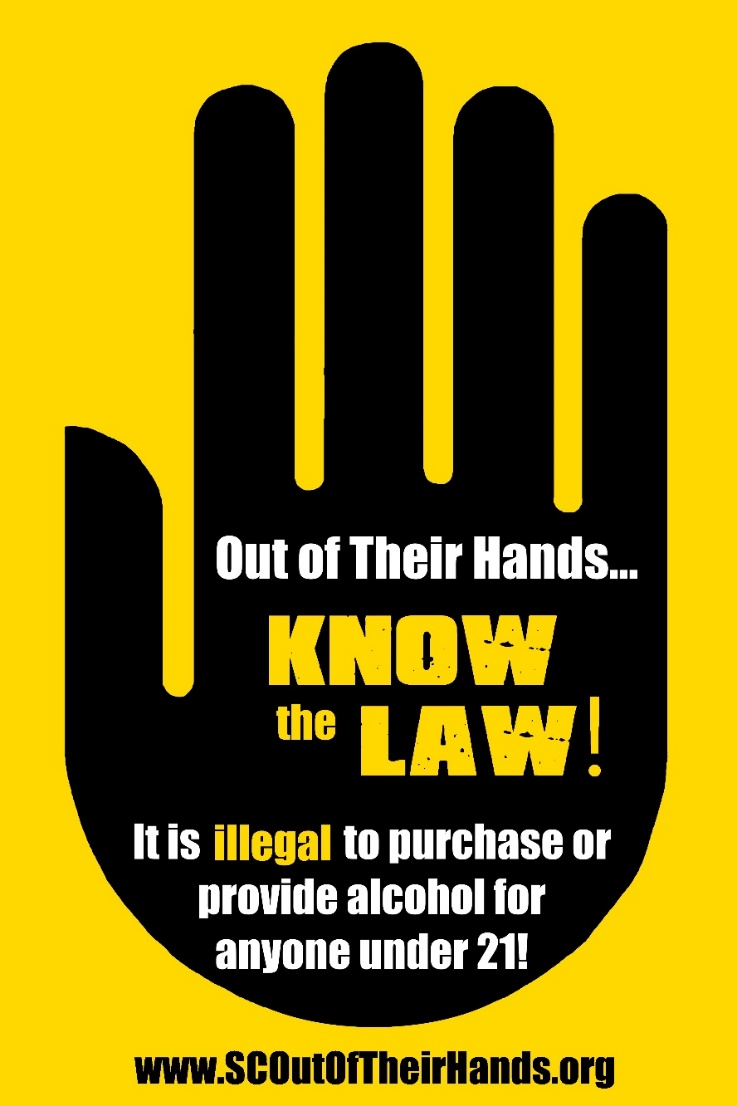 Out of Their Hands...
KNOW
the LAW!
It is illegal to purchase or
provide alcohol for
anyone under 21!
www.SCOutOfTheirHands.org